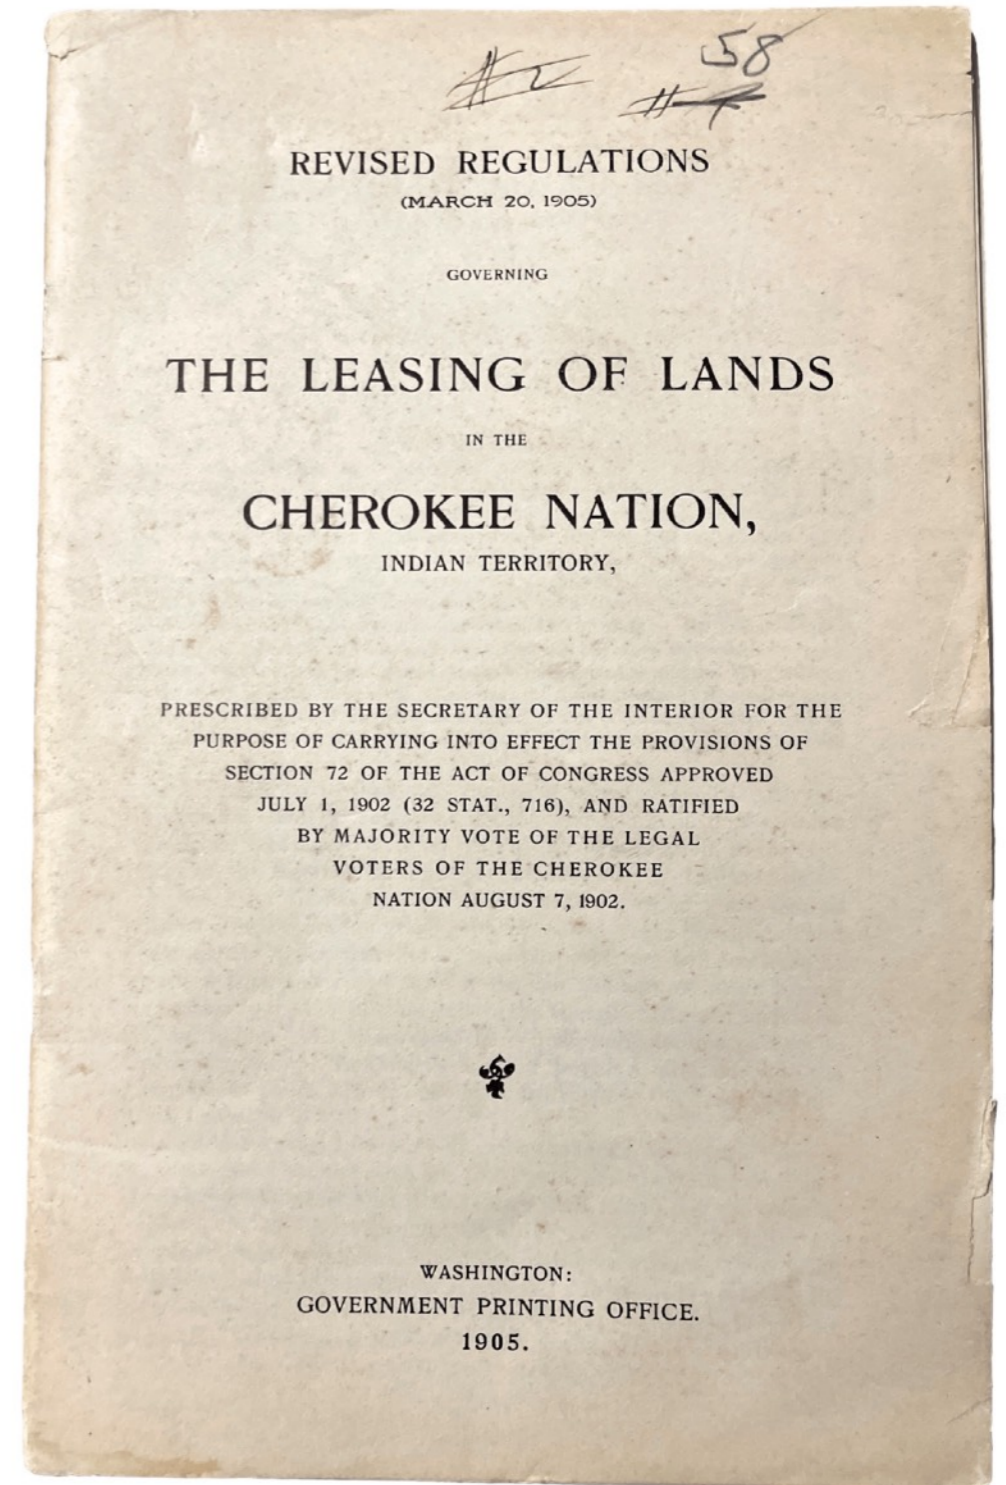 #2 58
#4
REVISED REGULATIONS
(MARCH 20, 1905)
GOVERNING
THE LEASING OF LANDS
IN THE
CHEROKEE NATION,
INDIAN TERRITORY,
PRESCRIBED BY THE SECRETARY OF THE INTERIOR FOR THE
PURPOSE OF CARRYING INTO EFFECT THE PROVISIONS OF
SECTION 72 OF THE ACT OF CONGRESS APPROVED
JULY 1, 1902 (32 STAT., 716), AND RATIFIED
BY MAJORITY VOTE OF THE LEGAL
VOTERS OF THE CHEROKEE
NATION AUGUST 7, 1902.
WASHINGTON:
GOVERNMENT PRINTING OFFICE.
1905.